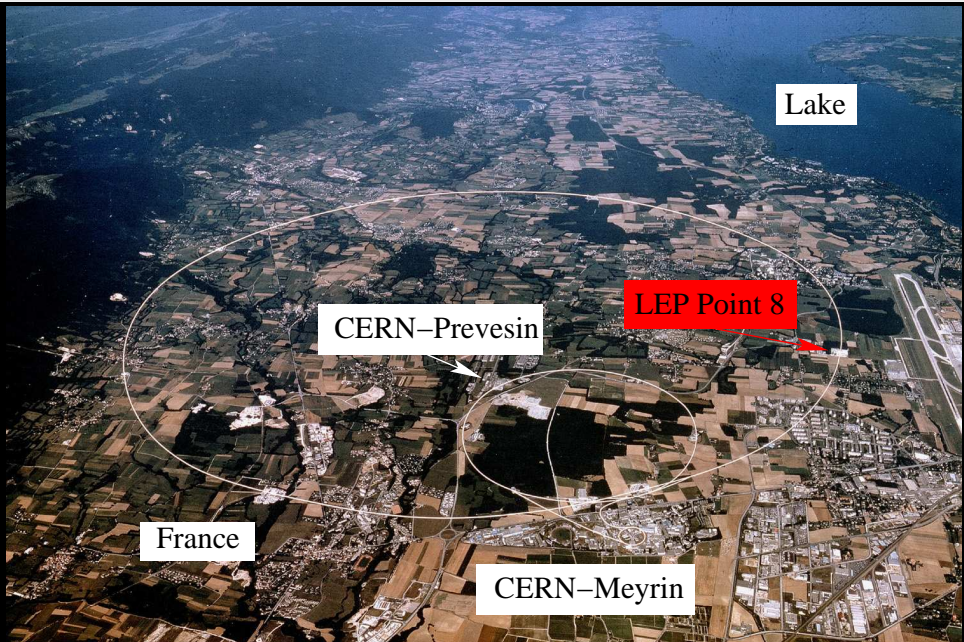 Lake
LEP Point 8
CERN−Prevesin
France
CERN−Meyrin